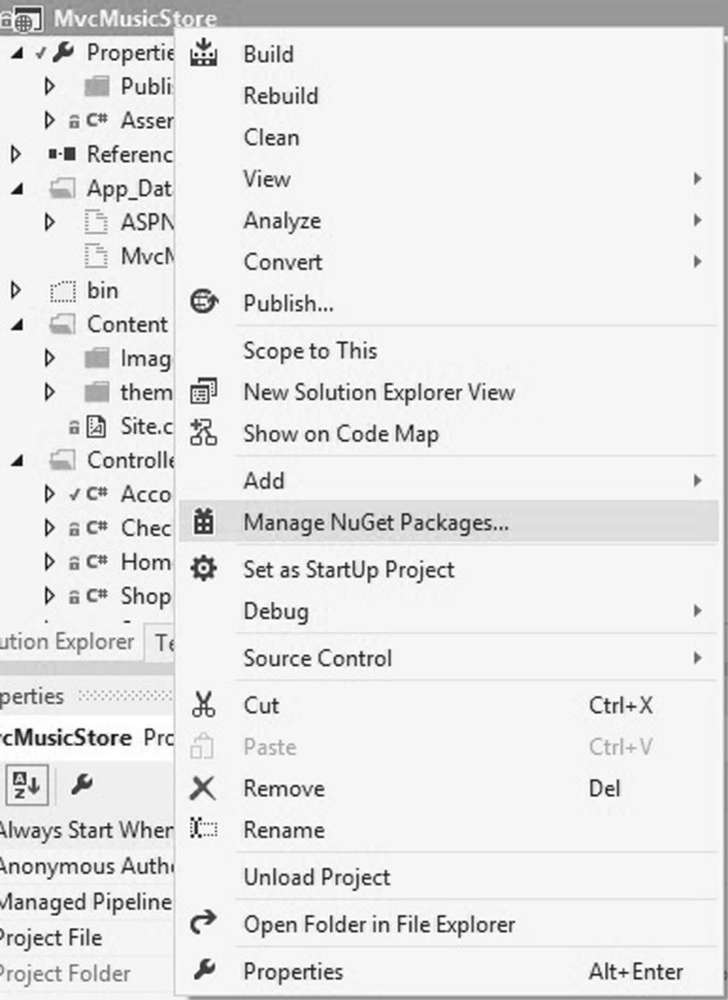 MvcMusicStore
Propertie
Publi
C# Asser
Referenc
App_Dat
ASPN
MvcM
bin
Content
Imag
them
Site.c
Controlle
C# Acco
C# Chec
C# Hom
C# Shop
ution Explorer Te
perties
rcMusicStore Pro
Always Start When
Anonymous Auth
Managed Pipeline
Project File
Project Folder
Build
Rebuild
Clean
View
Analyze
Convert
Publish...
Scope to This
New Solution Explorer View
Show on Code Map
Add
Manage NuGet Packages...
Set as StartUp Project
Debug
Source Control
Cut Ctrl+X
Paste Ctrl+V
Remove Del
Rename
Unload Project
Open Folder in File Explorer
Properties Alt+Enter